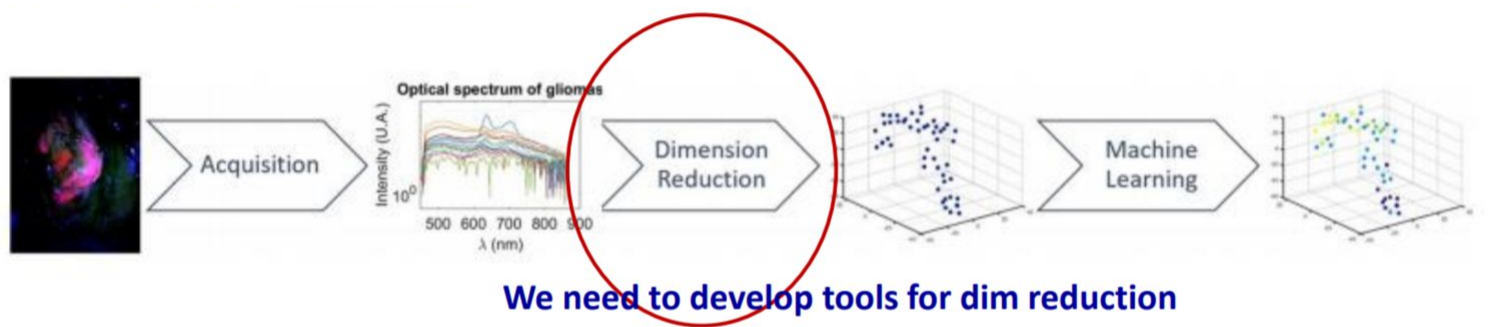 Optical spectrum of gliomas
Intensity (U.A.)
10⁰
500 600 700 800 900
λ (nm)
Acquisition
Dimension
Reduction
Machine
Learning
We need to develop tools for dim reduction